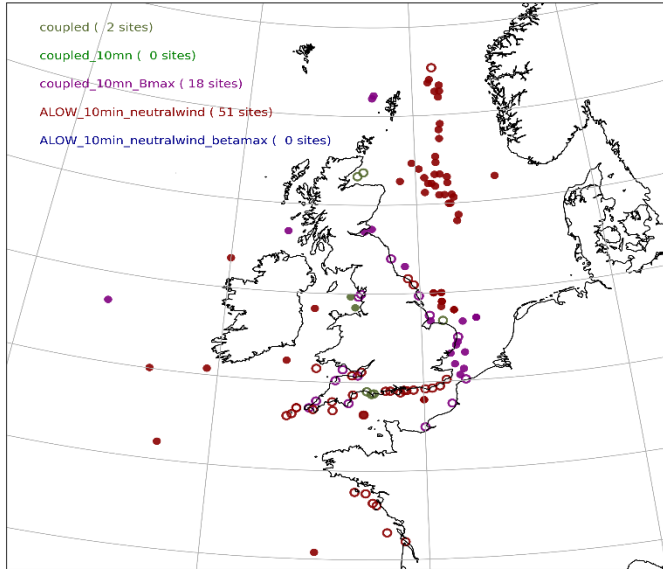 coupled ( 2 sites)
coupled_10mn ( 0 sites)
coupled_10mn_Bmax ( 18 sites)
ALOW_10min_neutralwind ( 51 sites)
ALOW_10min_neutralwind_betamax ( 0 sites)